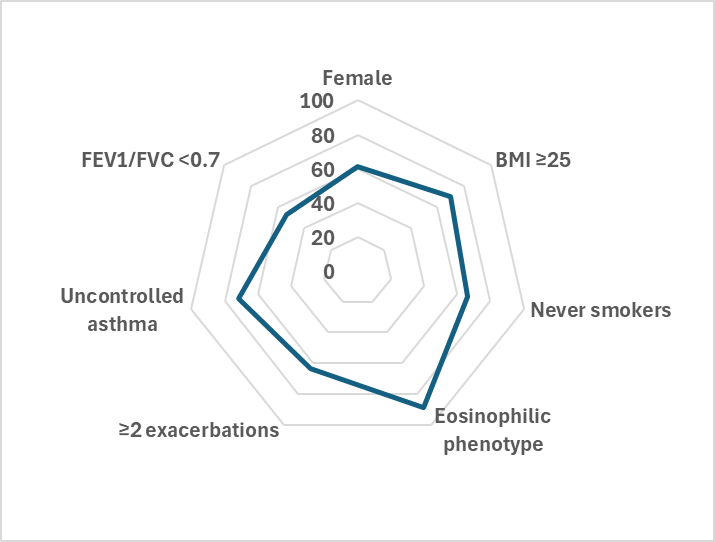 Female
100
FEV1/FVC <0.7
BMI ≥25
80
60
40
20
0
Uncontrolled
asthma
Never smokers
Eosinophilic
phenotype
≥2 exacerbations